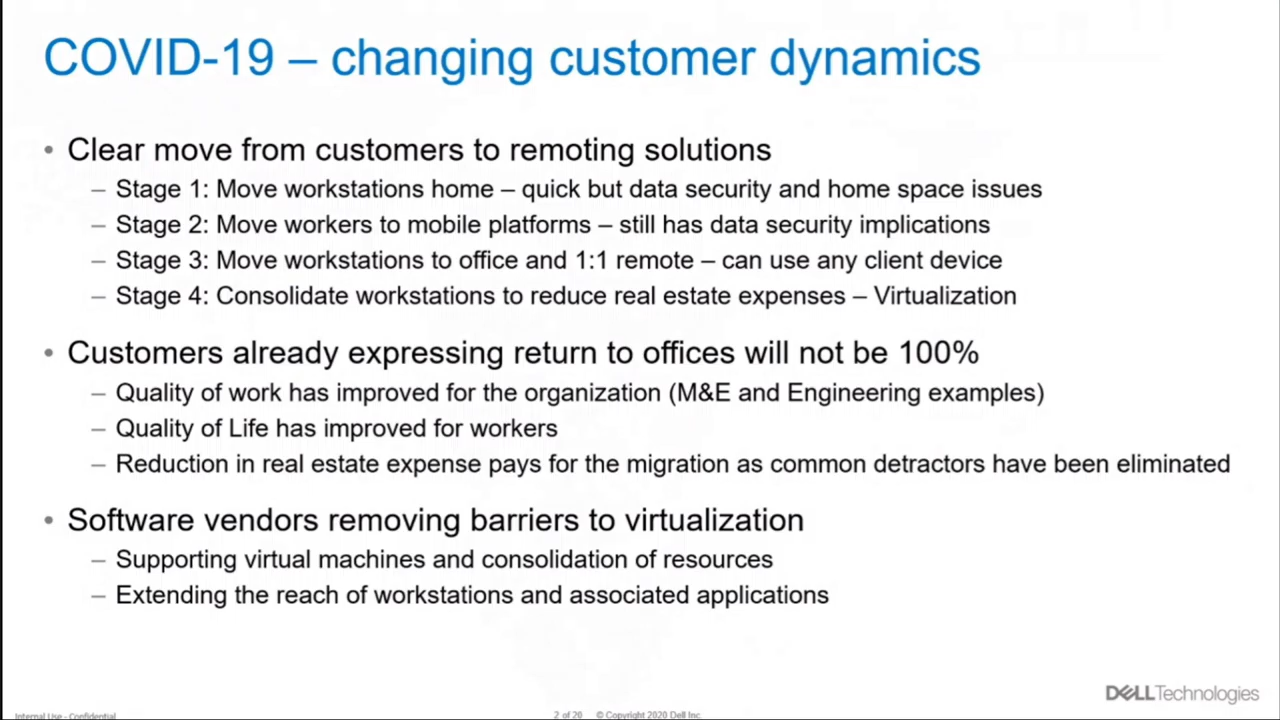 COVID-19 – changing customer dynamics
• Clear move from customers to remoting solutions
– Stage 1: Move workstations home – quick but data security and home space issues
– Stage 2: Move workers to mobile platforms – still has data security implications
– Stage 3: Move workstations to office and 1:1 remote – can use any client device
– Stage 4: Consolidate workstations to reduce real estate expenses – Virtualization
• Customers already expressing return to offices will not be 100%
– Quality of work has improved for the organization (M&E and Engineering examples)
– Quality of Life has improved for workers
– Reduction in real estate expense pays for the migration as common detractors have been eliminated
• Software vendors removing barriers to virtualization
– Supporting virtual machines and consolidation of resources
– Extending the reach of workstations and associated applications
DELLTechnologies
Internal Use - Confidential
2 of 20 © Copyright 2020 Dell Inc.